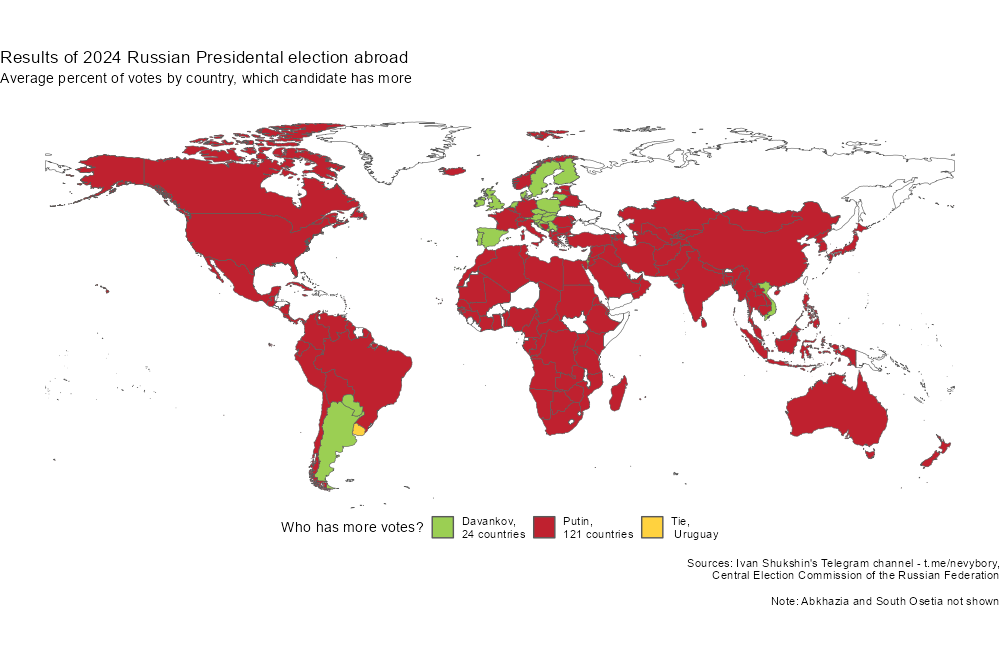 Results of 2024 Russian Presidental election abroad
Average percent of votes by country, which candidate has more
Who has more votes?
Davankov,
24 countries
Putin,
121 countries
Tie,
Uruguay
Sources: Ivan Shukshin's Telegram channel - t.me/nevybory,
Central Election Commission of the Russian Federation
Note: Abkhazia and South Osetia not shown